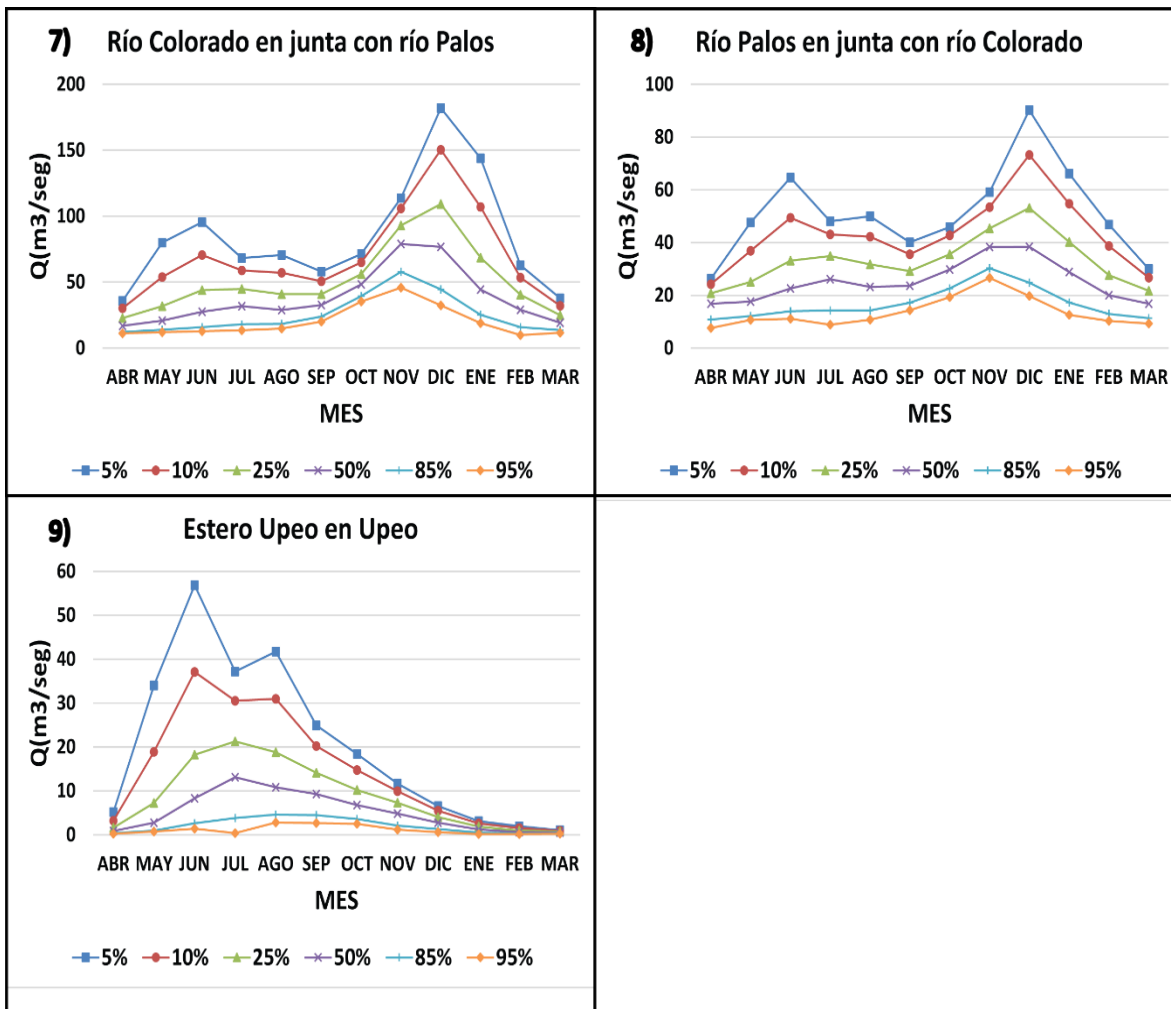 7) Río Colorado en junta con río Palos
Q(m3/seg)
200
150
100
50
0
ABR MAY JUN JUL AGO SEP OCT NOV DIC ENE FEB MAR
MES
5% 10% 25% 50% 85% 95%
8) Río Palos en junta con río Colorado
Q(m3/seg)
100
80
60
40
20
0
ABR MAY JUN JUL AGO SEP OCT NOV DIC ENE FEB MAR
MES
5% 10% 25% 50% 85% 95%
9) Estero Upeo en Upeo
Q(m3/seg)
60
50
40
30
20
10
0
ABR MAY JUN JUL AGO SEP OCT NOV DIC ENE FEB MAR
MES
5% 10% 25% 50% 85% 95%